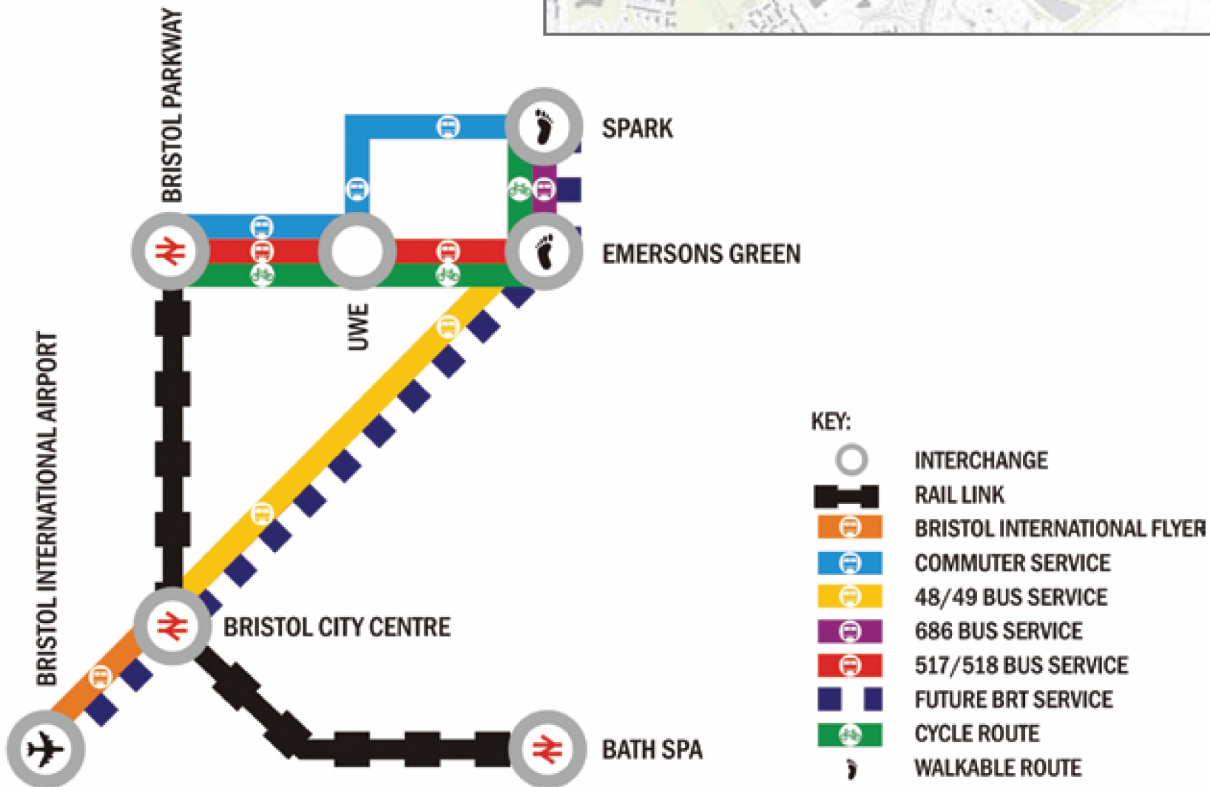 BRISTOL PARKWAY
SPARK
EMERSONS GREEN
UWE
BRISTOL INTERNATIONAL AIRPORT
BRISTOL CITY CENTRE
BATH SPA
KEY:
INTERCHANGE
RAIL LINK
BRISTOL INTERNATIONAL FLYER
COMMUTER SERVICE
48/49 BUS SERVICE
686 BUS SERVICE
517/518 BUS SERVICE
FUTURE BRT SERVICE
CYCLE ROUTE
WALKABLE ROUTE